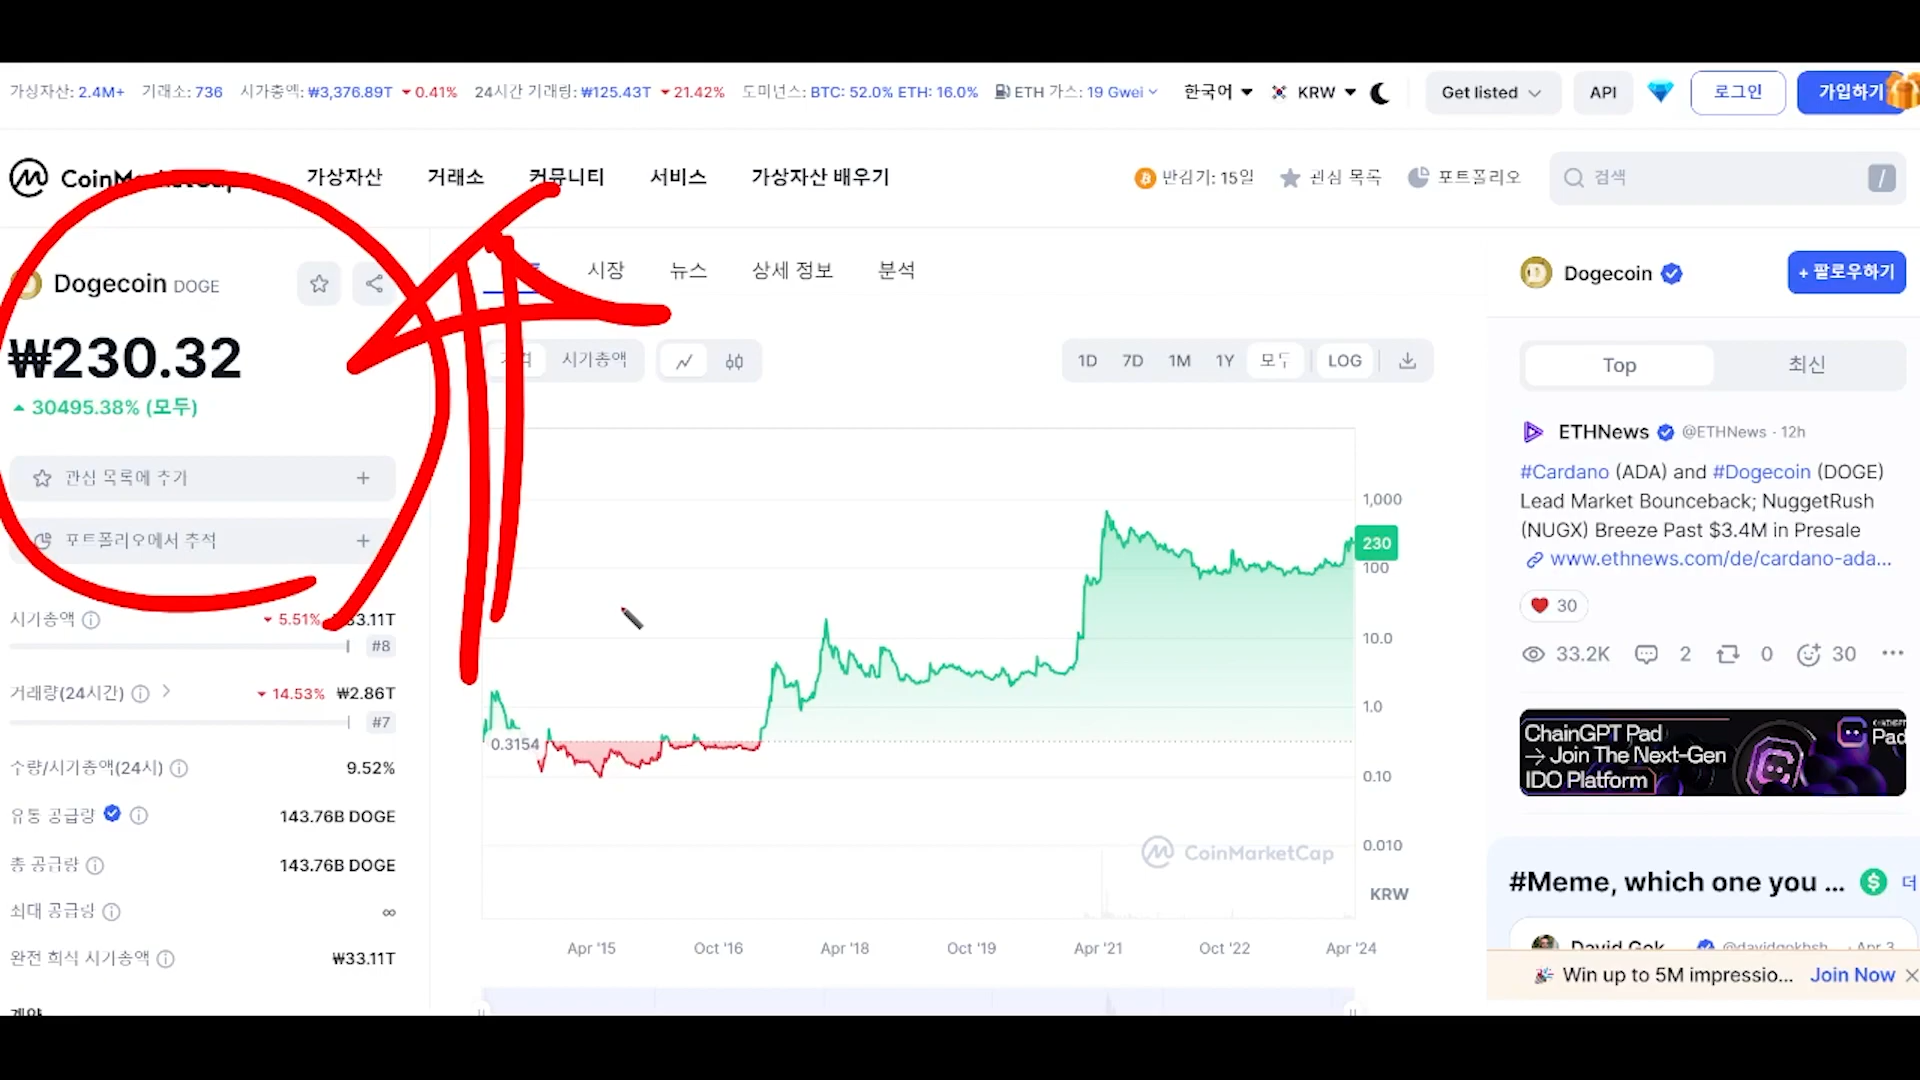 가상자산: 2.4M+ 거래소: 736 시가총액: ₩3,376.89T 0.41% 24시간 거래량: ₩125.43T 21.42% 도미넌스: BTC: 52.0% ETH: 16.0% ETH 가스: 19 Gwei 한국어 KRW Get listed API 로그인 가입하기
CoinMarketCap 가상자산 거래소 커뮤니티 서비스 가상자산 배우기 반감기: 15일 관심 목록 포트폴리오 검색 /
Dogecoin DOGE
₩230.32
30495.38% (모두)
관심 목록에 추가 +
포트폴리오에서 추적 +
시가총액 5.51%
#8
거래량(24시간) 14.53% ₩2.86T
#7
수량/시가총액(24시) 9.52%
유통 공급량 143.76B DOGE
총 공급량 143.76B DOGE
최대 공급량 ∞
완전 희석 시가총액 ₩33.11T
시장 뉴스 상세 정보 분석
시가총액 1D 7D 1M 1Y 모두 LOG
1,000
230
100
10.0
1.0
0.3154
0.10
0.010
CoinMarketCap
KRW
Apr '15 Oct '16 Apr '18 Oct '19 Apr '21 Oct '22 Apr '24
Dogecoin + 팔로우하기
Top 최신
ETHNews @ETHNews · 12h
#Cardano (ADA) and #Dogecoin (DOGE)
Lead Market Bounceback; NuggetRush
(NUGX) Breeze Past $3.4M in Presale
www.ethnews.com/de/cardano-ada...
30
33.2K 2 0 30 ...
ChainGPT Pad
→ Join The Next-Gen
IDO Platform
Pad
#Meme, which one you ... $ 더
Win up to 5M impressio... Join Now